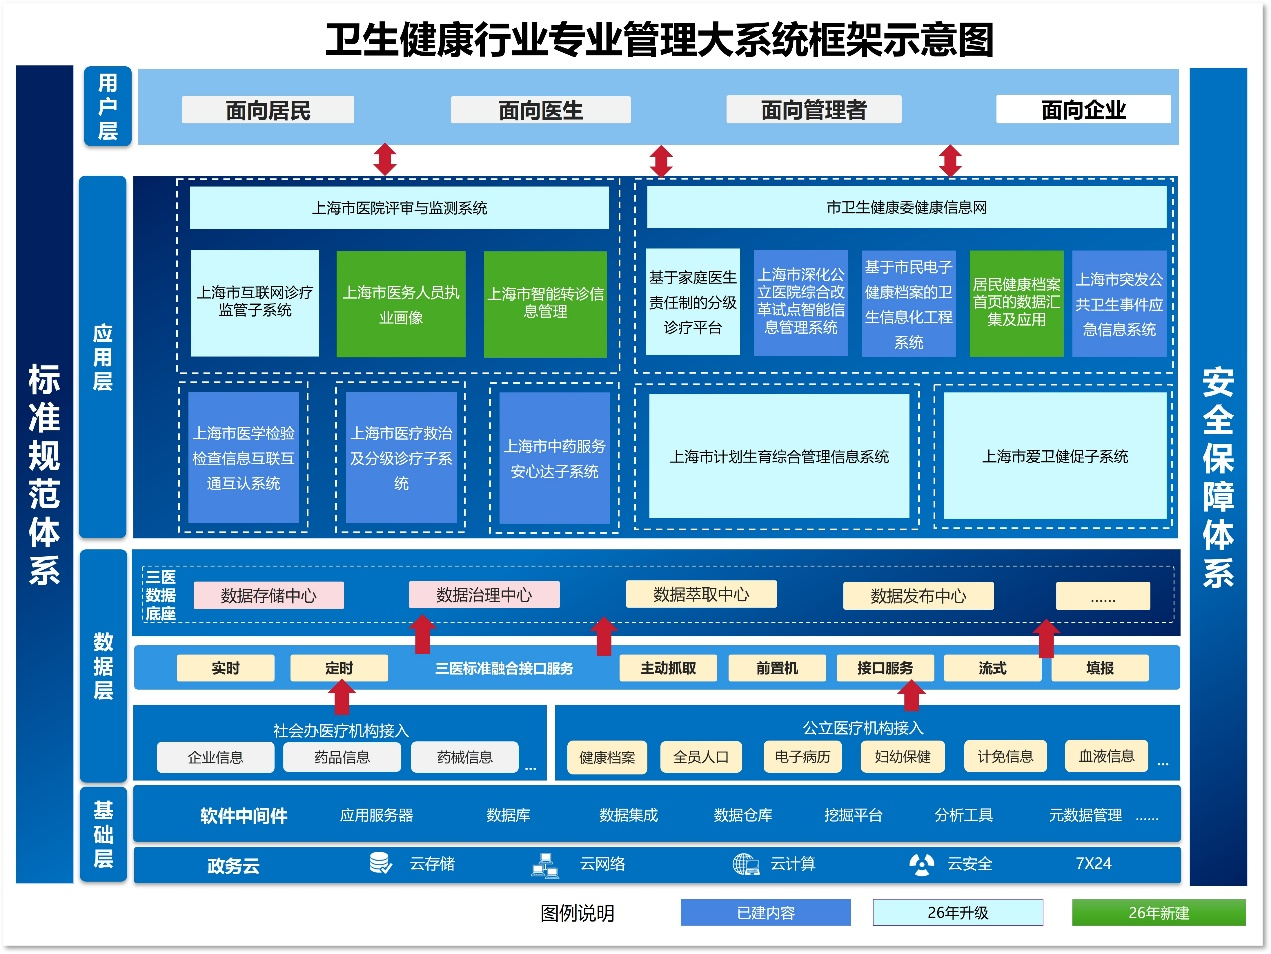 卫生健康行业专业管理大系统框架示意图
标准规范体系
安全保障体系
用户层
面向居民
面向医生
面向管理者
面向企业
应用层
上海市医院评审与监测系统
市卫生健康委健康信息网
上海市互联网诊疗
监管子系统
上海市医务人员执
业画像
上海市智能转诊信
息管理
基于家庭医生
责任制的分级
诊疗平台
上海市深化公
立医院综合改
革试点智能信
息管理系统
基于市民电子
健康档案的卫
生信息化工程
系统
居民健康档案
首页的数据汇
集及应用
上海市突发公
共卫生事件应
急信息系统
上海市医学检验
检查信息互联互
通互认系统
上海市医疗救治
及分级诊疗子系
统
上海市中药服务
安心达子系统
上海市计划生育综合管理信息系统
上海市爱卫健促子系统
数据层
三医
数据
底座
数据存储中心
数据治理中心
数据萃取中心
数据发布中心
......
实时
定时
三医标准融合接口服务
主动抓取
前置机
接口服务
流式
填报
社会办医疗机构接入
企业信息
药品信息
药械信息
...
公立医疗机构接入
健康档案
全员人口
电子病历
妇幼保健
计免信息
血液信息
...
基础层
软件中间件
应用服务器
数据库
数据集成
数据仓库
挖掘平台
分析工具
元数据管理
......
政务云
云存储
云网络
云计算
云安全
7X24
图例说明
已建内容
26年升级
26年新建